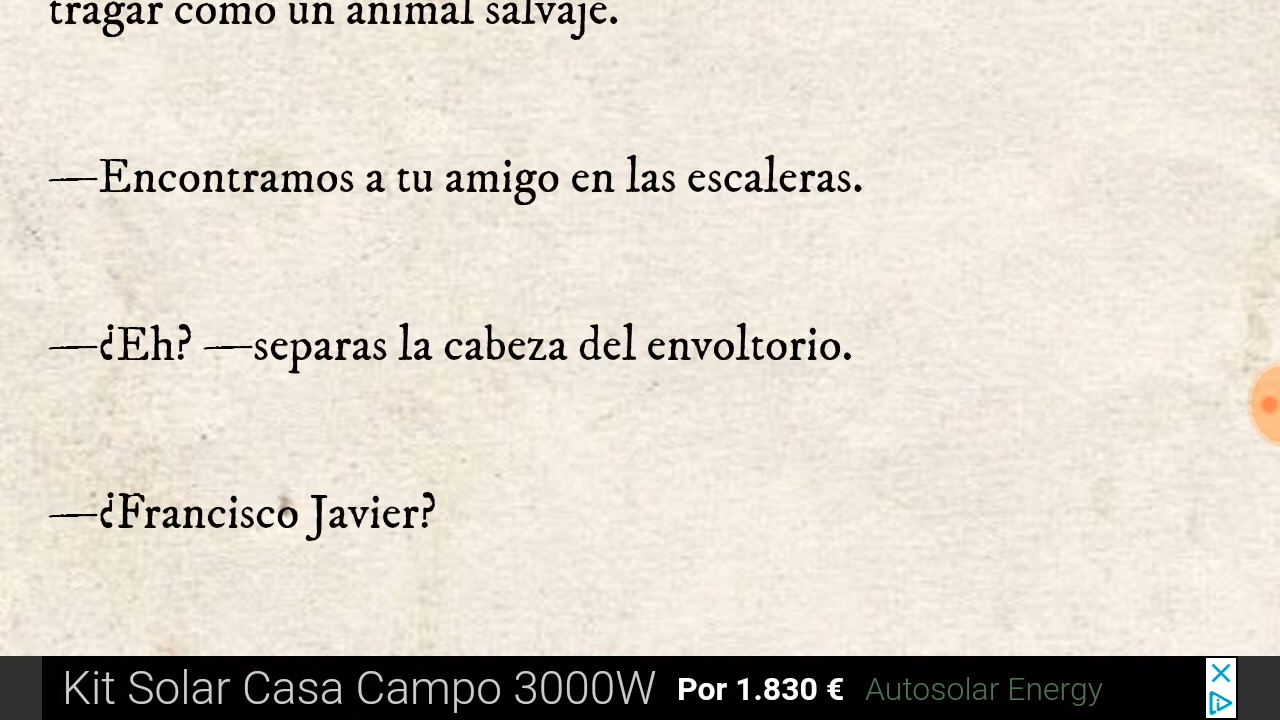 tragar como un animal salvaje.
—Encontramos a tu amigo en las escaleras.
—¿Eh? —separas la cabeza del envoltorio.
—¿Francisco Javier?
Kit Solar Casa Campo 3000W Por 1.830 € Autosolar Energy